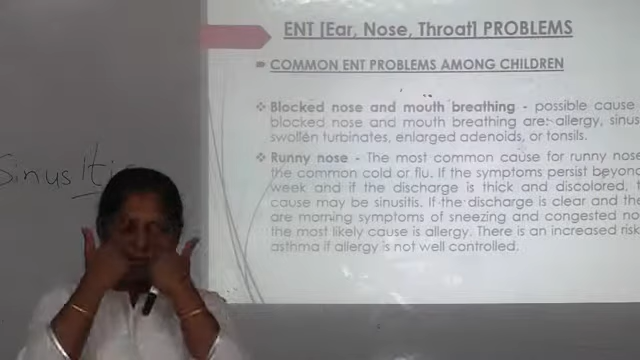 ENT [Ear, Nose, Throat] PROBLEMS
COMMON ENT PROBLEMS AMONG CHILDREN
Blocked nose and mouth breathing - possible cause
blocked nose and mouth breathing are: allergy, sinus
swollen turbinates, enlarged adenoids, or tonsils.
Runny nose - The most common cause for runny nose
the common cold or flu. If the symptoms persist beyond
week and if the discharge is thick and discolored,
cause may be sinusitis. If the discharge is clear and the
are morning symptoms of sneezing and congested no
the most likely cause is allergy. There is an increased risk
asthma if allergy is not well controlled.
Sinusitis